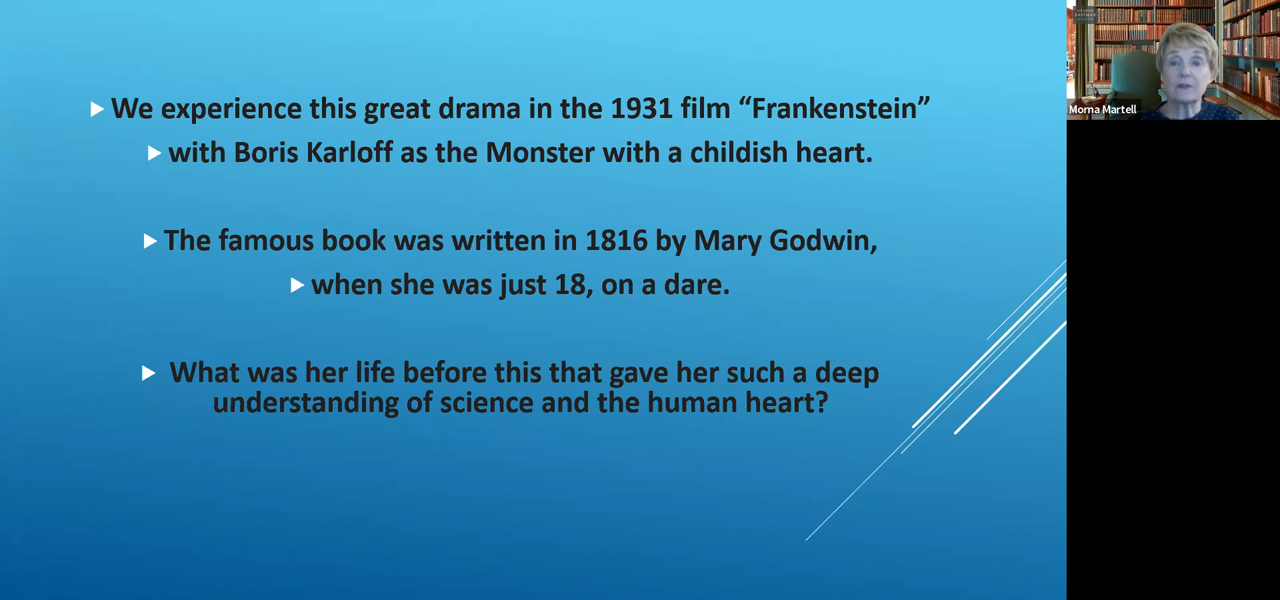 We experience this great drama in the 1931 film “Frankenstein”
with Boris Karloff as the Monster with a childish heart.
The famous book was written in 1816 by Mary Godwin,
when she was just 18, on a dare.
What was her life before this that gave her such a deep
understanding of science and the human heart?
Morna Martell